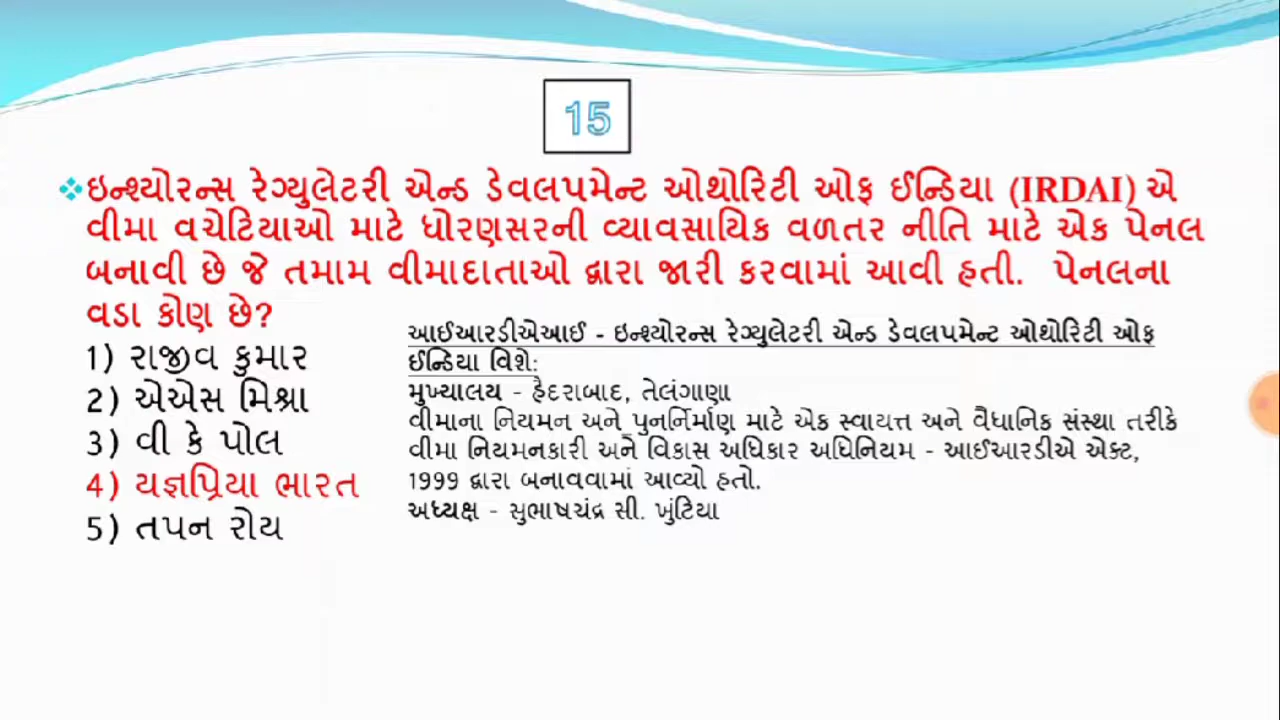 15
ઇન્શ્યોરન્સ રેગ્યુલેટરી એન્ડ ડેવલપમેન્ટ ઓથોરિટી ઓફ ઈન્ડિયા (IRDAI) એ
વીમા વચેટિયાઓ માટે ધોરણસરની વ્યાવસાયિક વળતર નીતિ માટે એક પેનલ
બનાવી છે જે તમામ વીમાદાતાઓ દ્વારા જારી કરવામાં આવી હતી. પેનલના
વડા કોણ છે?
1) રાજીવ કુમાર
2) એએસ મિશ્રા
3) વી કે પોલ
4) યજ્ઞપ્રિયા ભારત
5) તપન રોય
આઈઆરડીએઆઈ - ઇન્શ્યોરન્સ રેગ્યુલેટરી એન્ડ ડેવલપમેન્ટ ઓથોરિટી ઓફ
ઈન્ડિયા વિશે:
મુખ્યાલય - હૈદરાબાદ, તેલંગાણા
વીમાના નિયમન અને પુનર્નિર્માણ માટે એક સ્વાયત્ત અને વૈધાનિક સંસ્થા તરીકે
વીમા નિયમનકારી અને વિકાસ અધિકાર અધિનિયમ - આઈઆરડીએ એક્ટ,
1999 દ્વારા બનાવવામાં આવ્યો હતો.
અધ્યક્ષ - સુભાષચંદ્ર સી. ખુંટિયા